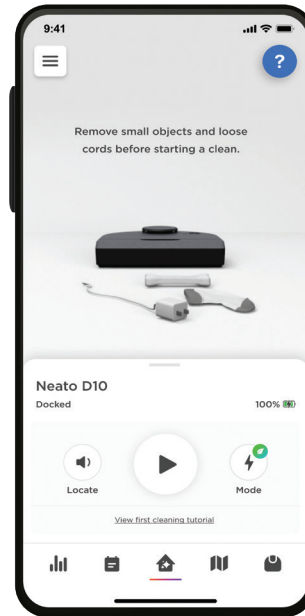 9:41
?
Remove small objects and loose
cords before starting a clean.
Neato D10
Docked
100%
Locate
Mode
View first cleaning tutorial